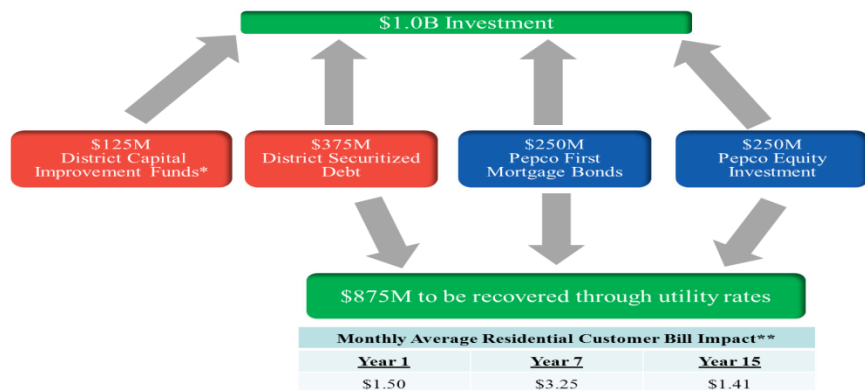 $1.0B Investment
$125M
District Capital
Improvement Funds*
$375M
District Securitized
Debt
$250M
Pepco First
Mortgage Bonds
$250M
Pepco Equity
Investment
$875M to be recovered through utility rates
Monthly Average Residential Customer Bill Impact**
Year 1 Year 7 Year 15
$1.50 $3.25 $1.41